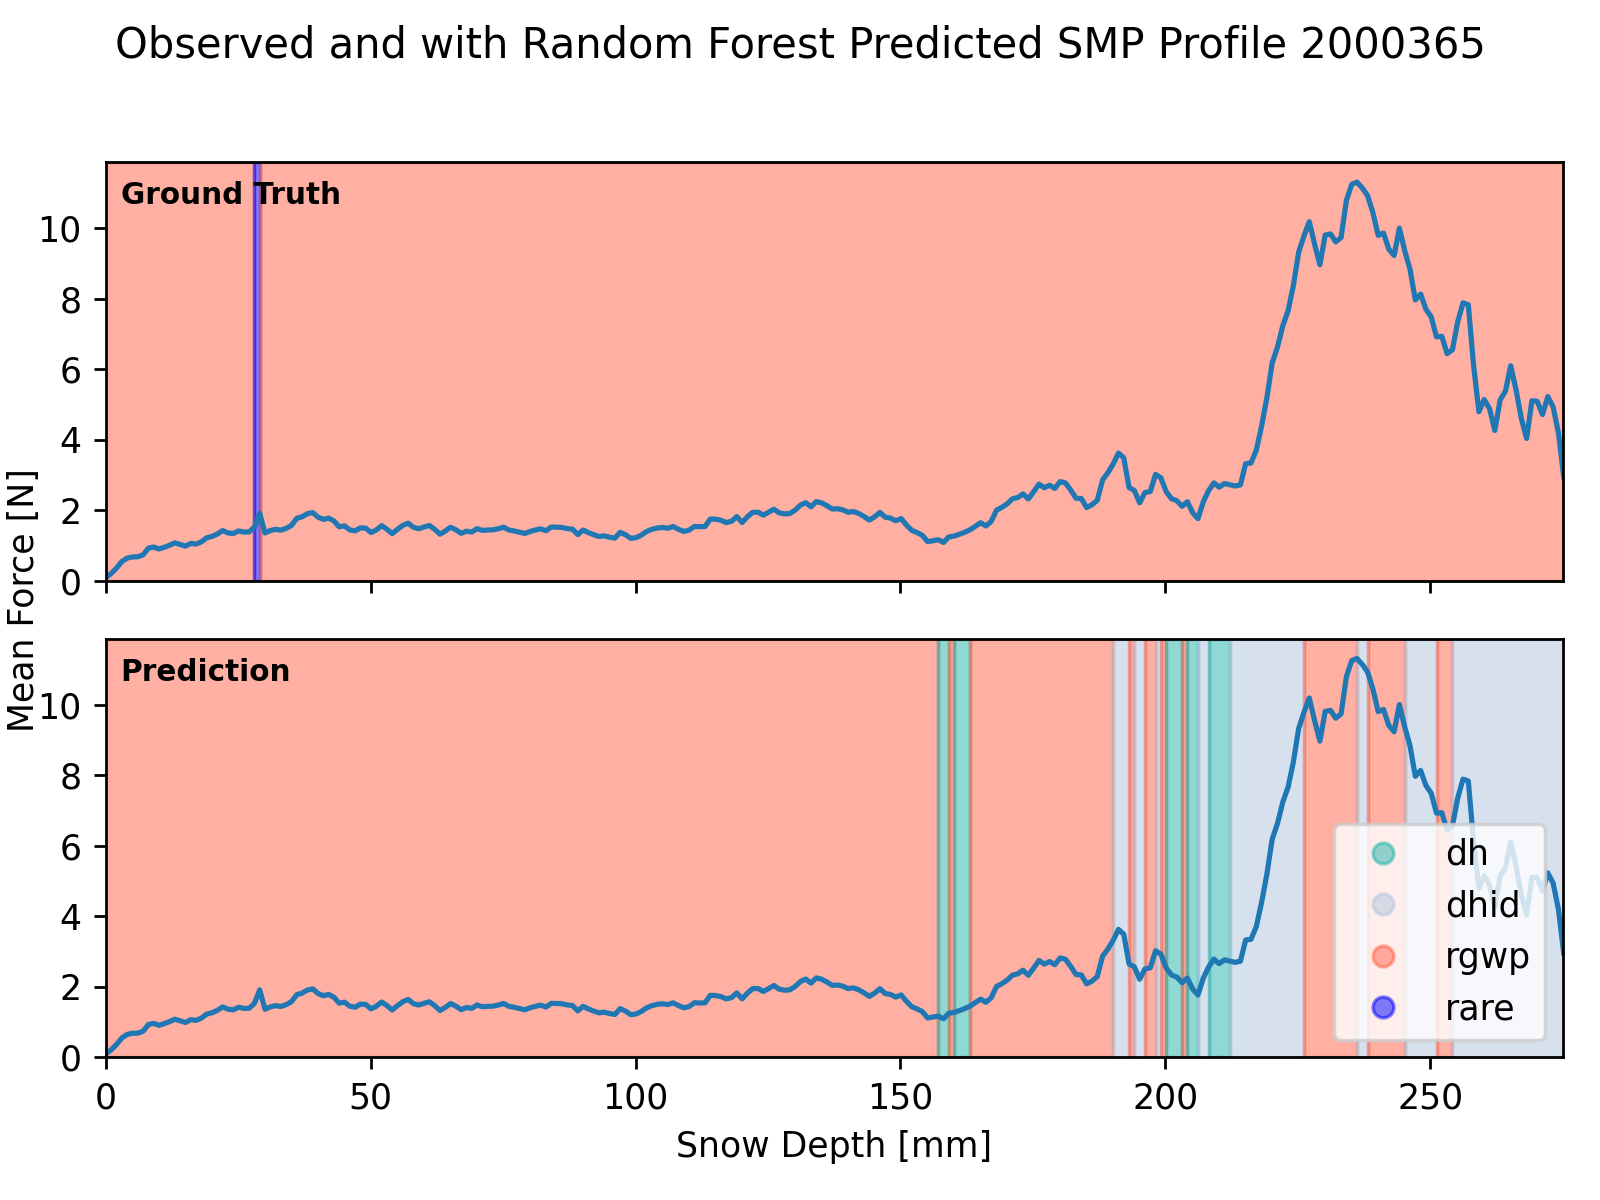 Observed and with Random Forest Predicted SMP Profile 2000365
Ground Truth
10
8
6
4
2
0
Mean Force [N]
Prediction
10
8
6
4
2
0
dh
dhid
rgwp
rare
0 50 100 150 200 250
Snow Depth [mm]